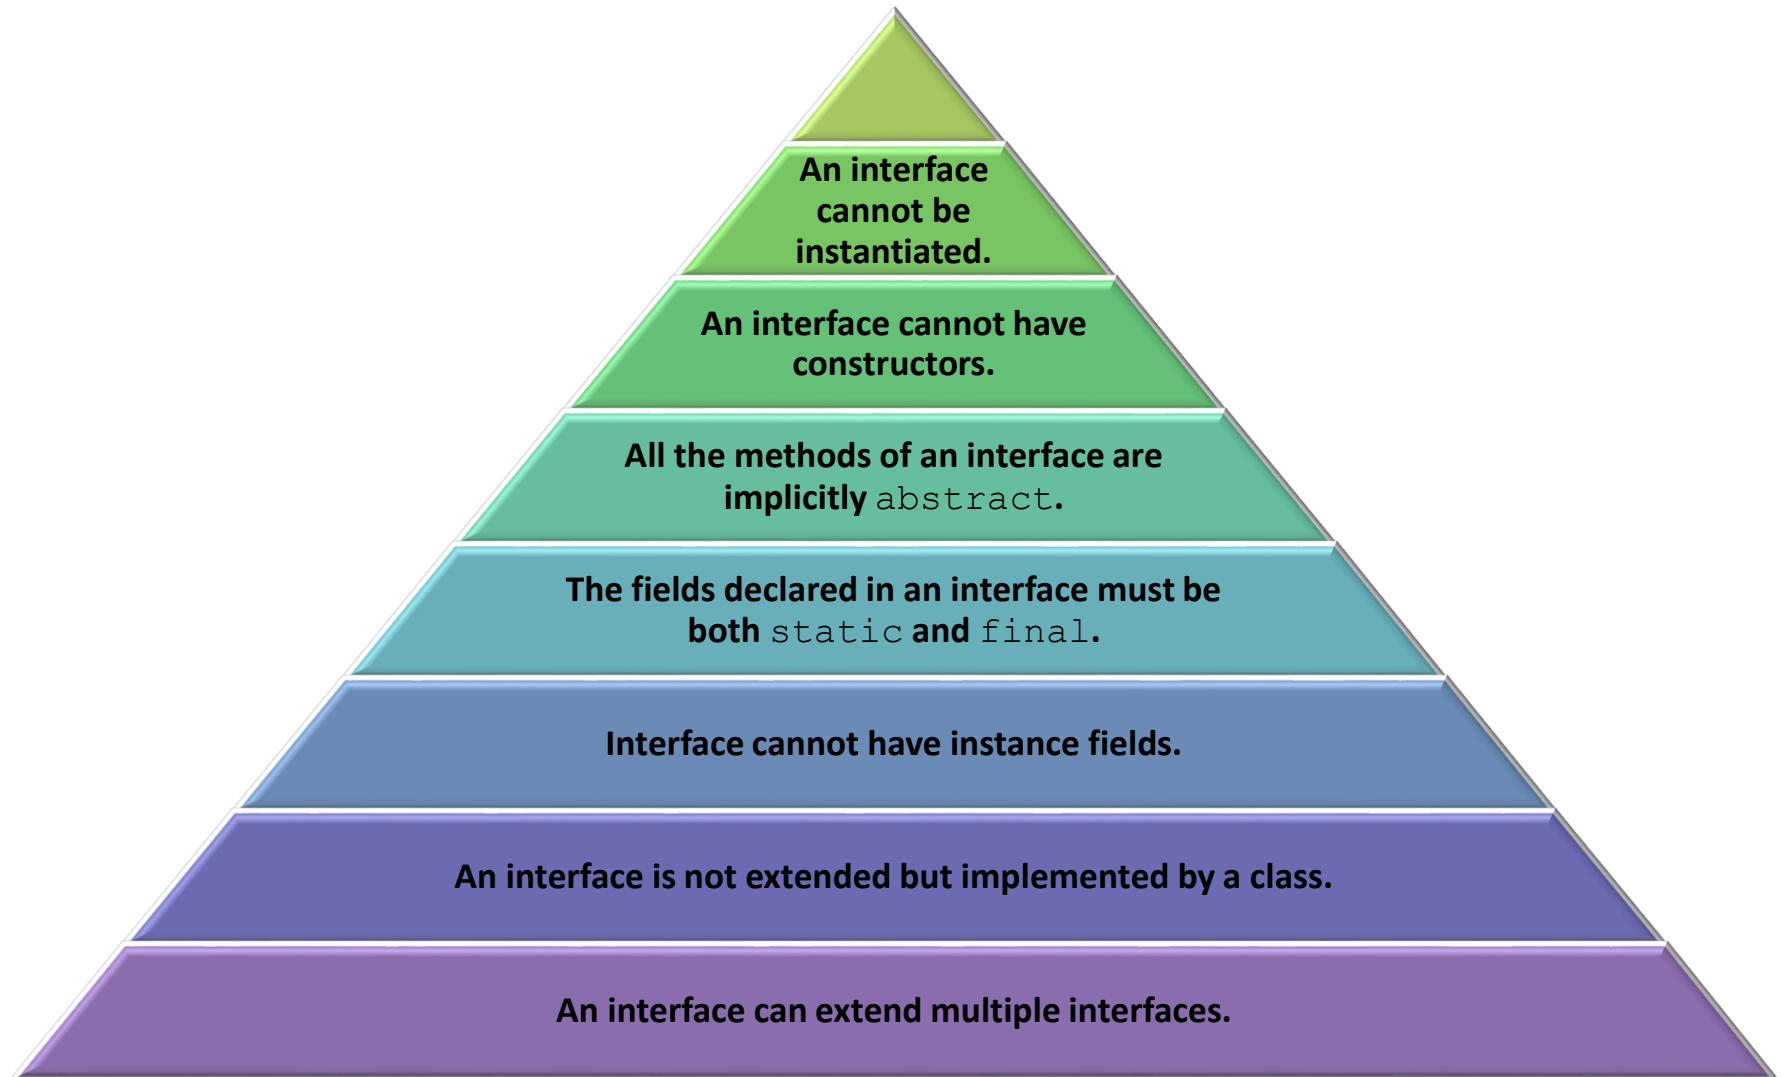 An interface
cannot be
instantiated.
An interface cannot have
constructors.
All the methods of an interface are
implicitly abstract.
The fields declared in an interface must be
both static and final.
Interface cannot have instance fields.
An interface is not extended but implemented by a class.
An interface can extend multiple interfaces.